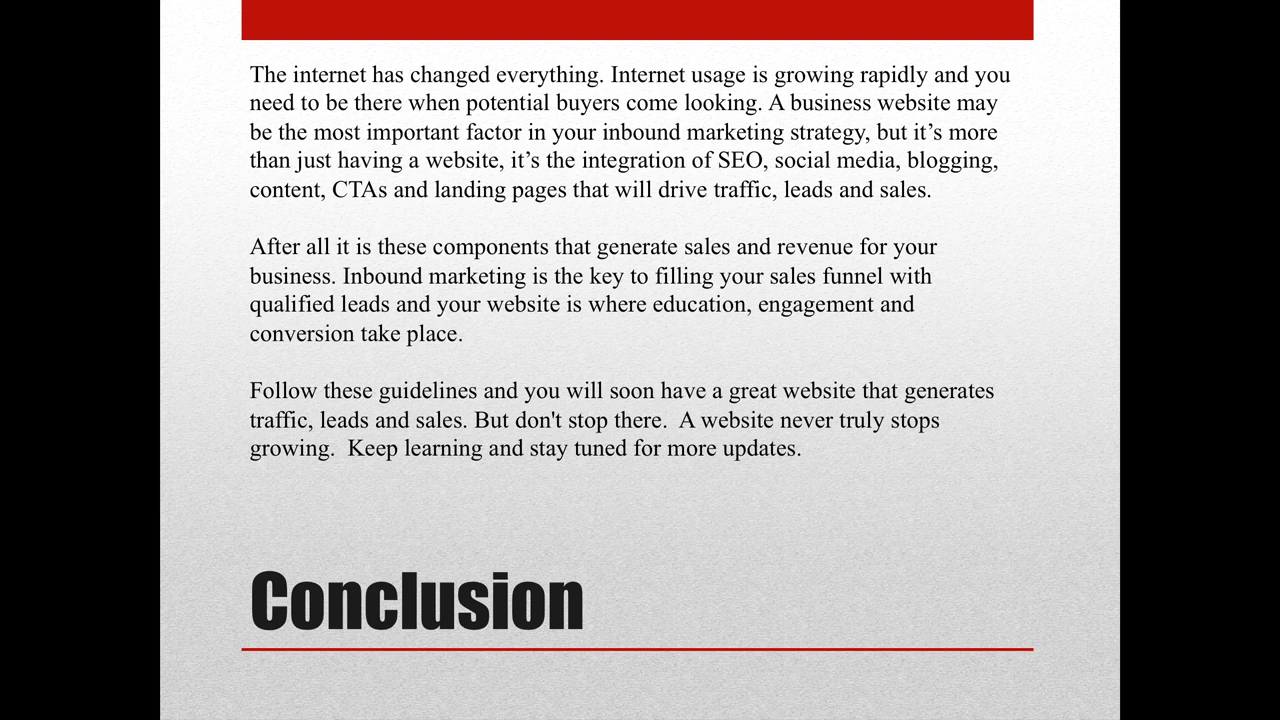 The internet has changed everything. Internet usage is growing rapidly and you
need to be there when potential buyers come looking. A business website may
be the most important factor in your inbound marketing strategy, but it’s more
than just having a website, it’s the integration of SEO, social media, blogging,
content, CTAs and landing pages that will drive traffic, leads and sales.
After all it is these components that generate sales and revenue for your
business. Inbound marketing is the key to filling your sales funnel with
qualified leads and your website is where education, engagement and
conversion take place.
Follow these guidelines and you will soon have a great website that generates
traffic, leads and sales. But don't stop there.  A website never truly stops
growing.  Keep learning and stay tuned for more updates.
Conclusion